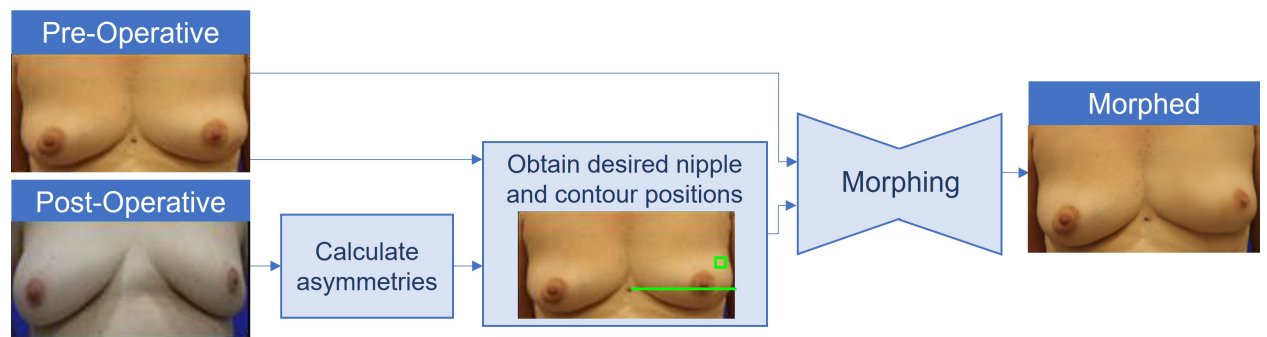 Pre-Operative
Post-Operative
Calculate
asymmetries
Obtain desired nipple
and contour positions
Morphing
Morphed